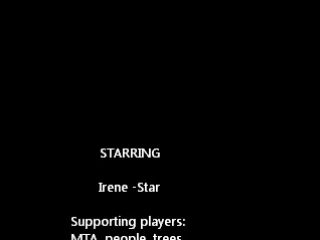 STARRING
Irene -Star
Supporting players:
MTA, people, trees,